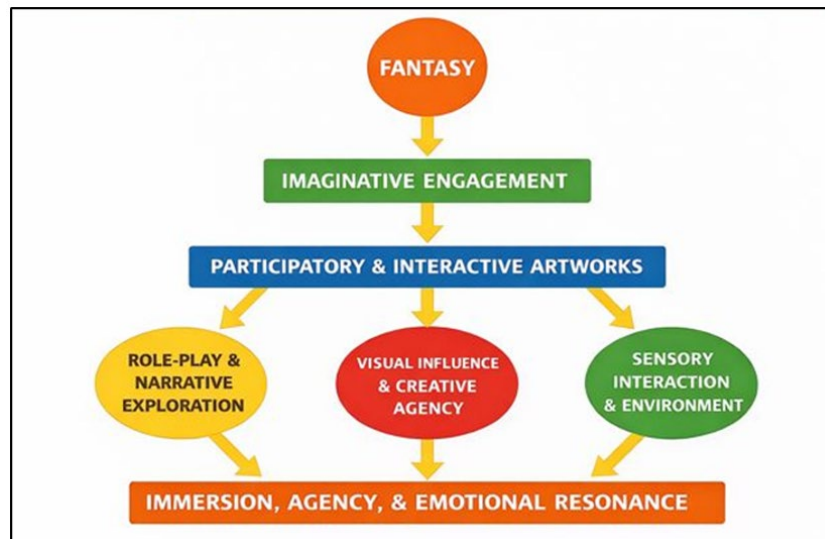 FANTASY
IMAGINATIVE ENGAGEMENT
PARTICIPATORY & INTERACTIVE ARTWORKS
ROLE-PLAY &
NARRATIVE
EXPLORATION
VISUAL INFLUENCE
& CREATIVE
AGENCY
SENSORY
INTERACTION
& ENVIRONMENT
IMMERSION, AGENCY, & EMOTIONAL RESONANCE